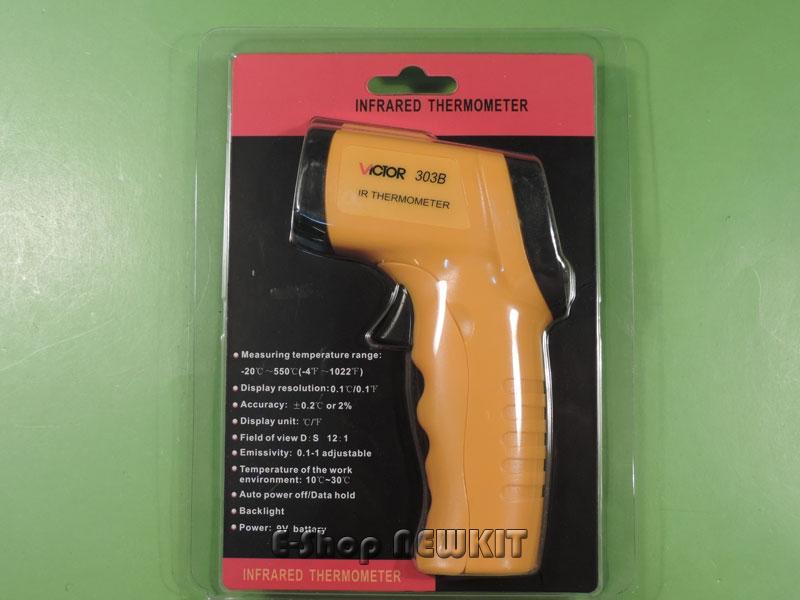 INFRARED THERMOMETER
VICTOR 303B
IR THERMOMETER
Measuring temperature range:
-20℃ ~550℃(-4℉ ~1022℉)
Display resolution: 0.1℃/0.1℉
Accuracy: ±0.2℃ or 2%
Display unit: ℃/℉
Field of view D:S 12:1
Emissivity: 0.1-1 adjustable
Temperature of the work
environment: 10℃~30℃
Auto power off/Data hold
Backlight
Power: 9V battary
E-Shop NEWKIT
INFRARED THERMOMETER